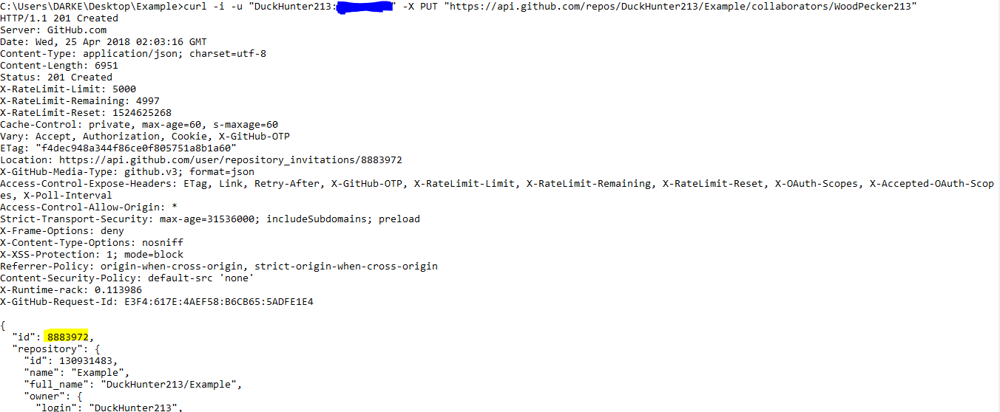 C:\Users\DARKE\Desktop\Example>curl -i -u "DuckHunter213: " -X PUT "https://api.github.com/repos/DuckHunter213/Example/collaborators/WoodPecker213"
HTTP/1.1 201 Created
Server: GitHub.com
Date: Wed, 25 Apr 2018 02:03:16 GMT
Content-Type: application/json; charset=utf-8
Content-Length: 6951
Status: 201 Created
X-RateLimit-Limit: 5000
X-RateLimit-Remaining: 4997
X-RateLimit-Reset: 1524625268
Cache-Control: private, max-age=60, s-maxage=60
Vary: Accept, Authorization, Cookie, X-GitHub-OTP
ETag: "f4dec948a344f86ce0f805751a8b1a60"
Location: https://api.github.com/user/repository_invitations/8883972
X-GitHub-Media-Type: github.v3; format=json
Access-Control-Expose-Headers: ETag, Link, Retry-After, X-GitHub-OTP, X-RateLimit-Limit, X-RateLimit-Remaining, X-RateLimit-Reset, X-OAuth-Scopes, X-Accepted-OAuth-Scop
es, X-Poll-Interval
Access-Control-Allow-Origin: *
Strict-Transport-Security: max-age=31536000; includeSubdomains; preload
X-Frame-Options: deny
X-Content-Type-Options: nosniff
X-XSS-Protection: 1; mode=block
Referrer-Policy: origin-when-cross-origin, strict-origin-when-cross-origin
Content-Security-Policy: default-src 'none'
X-Runtime-rack: 0.113986
X-GitHub-Request-Id: E3F4:617E:4AEF58:B6CB65:5ADFE1E4
{
"id": 8883972,
"repository": {
"id": 130931483,
"name": "Example",
"full_name": "DuckHunter213/Example",
"owner": {
"login": "DuckHunter213",